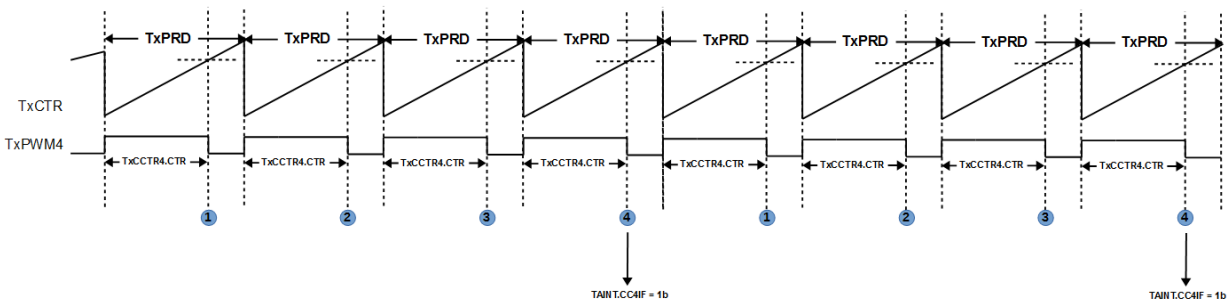 TxPRD TxPRD TxPRD TxPRD TxPRD TxPRD TxPRD TxPRD
TxCTR
TxPWM4
TxCCTR4.CTR TxCCTR4.CTR TxCCTR4.CTR TxCCTR4.CTR TxCCTR4.CTR TxCCTR4.CTR TxCCTR4.CTR TxCCTR4.CTR
1 2 3 4 1 2 3 4
TAINT.CC4IF = 1b TAINT.CC4IF = 1b